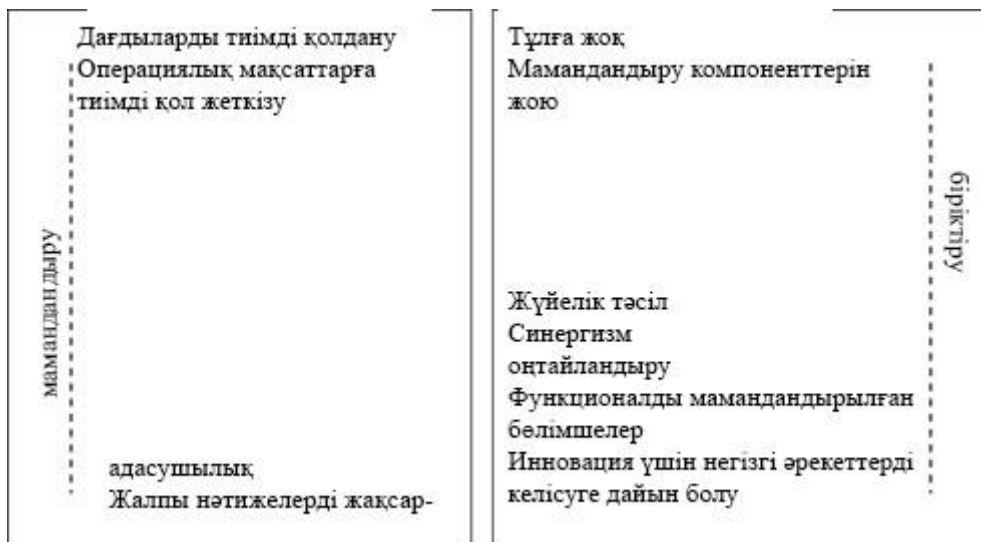 Дағдыларды тиімді қолдану
Операциялық мақсаттарға
тиімді қол жеткізу
мамандандыру
адасушылық
Жалпы нәтижелерді жақсар-
Тұлға жоқ
Мамандандыру компоненттерін
жою
Жүйелік тәсіл
Синергизм
оңтайландыру
Функционалды мамандандырылған
бөлімшелер
Инновация үшін негізгі әрекеттерді
келісуге дайын болу
біріктіру